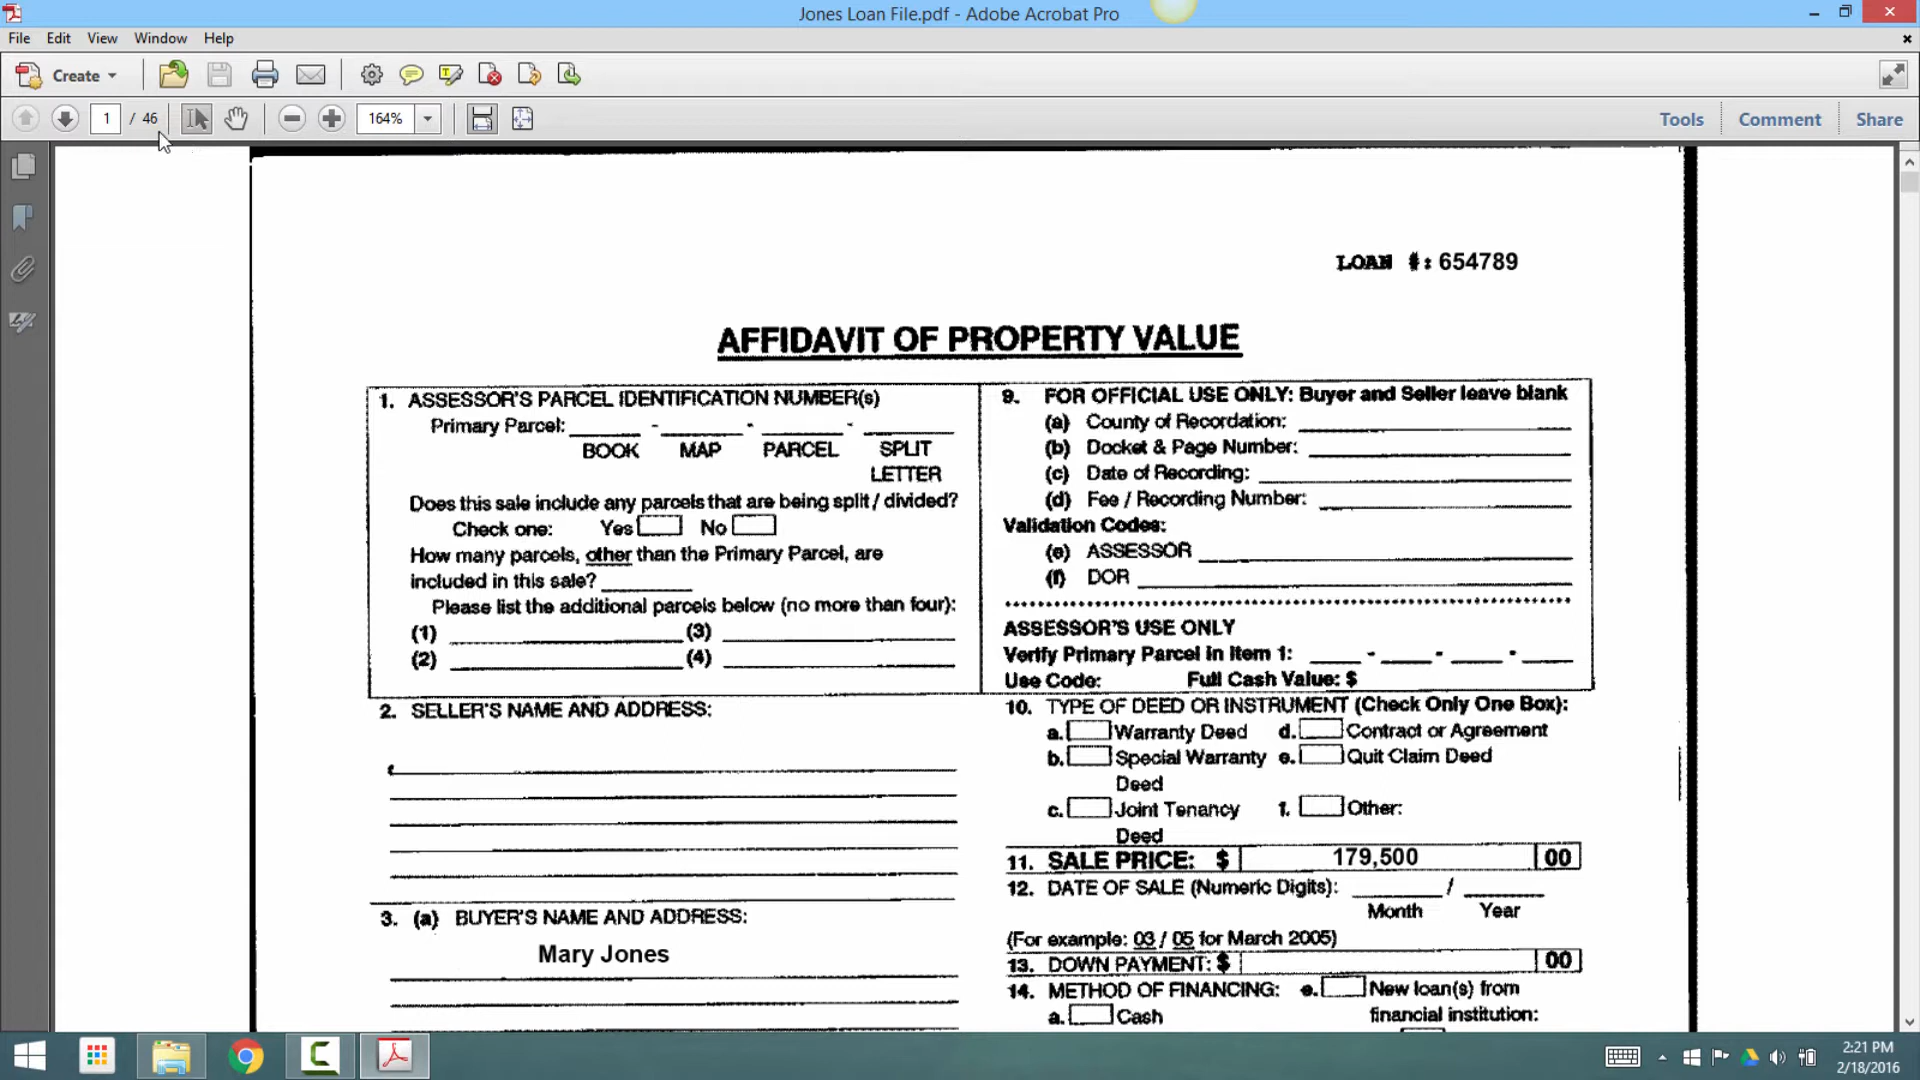 Jones Loan File.pdf - Adobe Acrobat Pro
File Edit View Window Help
Create
1 / 46 164% Tools Comment Share
LOAN #: 654789
AFFIDAVIT OF PROPERTY VALUE
1. ASSESSOR'S PARCEL IDENTIFICATION NUMBER(s)
Primary Parcel: - - -
BOOK MAP PARCEL SPLIT
LETTER
Does this sale include any parcels that are being split / divided?
Check one: Yes No
How many parcels, other than the Primary Parcel, are
included in this sale?
Please list the additional parcels below (no more than four):
(1) (3)
(2) (4)
2. SELLER'S NAME AND ADDRESS:
3. (a) BUYER'S NAME AND ADDRESS:
Mary Jones
9. FOR OFFICIAL USE ONLY: Buyer and Seller leave blank
(a) County of Recordation:
(b) Docket & Page Number:
(c) Date of Recording:
(d) Fee / Recording Number:
Validation Codes:
(e) ASSESSOR
(f) DOR
ASSESSOR'S USE ONLY
Verify Primary Parcel in Item 1: - - -
Use Code: Full Cash Value: $
10. TYPE OF DEED OR INSTRUMENT (Check Only One Box):
a. Warranty Deed d. Contract or Agreement
b. Special Warranty e. Quit Claim Deed
Deed
c. Joint Tenancy f. Other:
Deed
11. SALE PRICE: $ 179,500 00
12. DATE OF SALE (Numeric Digits): /
Month Year
(For example: 03 / 05 for March 2005)
13. DOWN PAYMENT: $ 00
14. METHOD OF FINANCING: e. New loan(s) from
a. Cash financial institution:
2:21 PM
2/18/2016